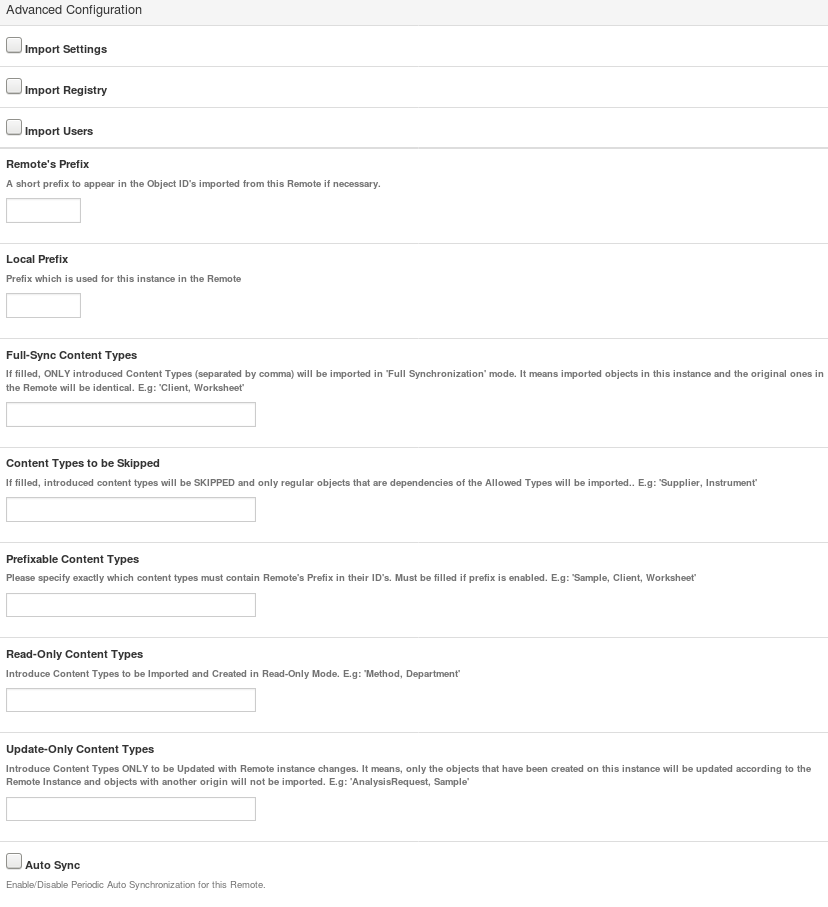 Advanced Configuration
Import Settings
Import Registry
Import Users
Remote's Prefix
A short prefix to appear in the Object ID's imported from this Remote if necessary.
Local Prefix
Prefix which is used for this instance in the Remote
Full-Sync Content Types
If filled, ONLY introduced Content Types (separated by comma) will be imported in 'Full Synchronization' mode. It means imported objects in this instance and the original ones in
the Remote will be identical. E.g: 'Client, Worksheet'
Content Types to be Skipped
If filled, introduced content types will be SKIPPED and only regular objects that are dependencies of the Allowed Types will be imported.. E.g: 'Supplier, Instrument'
Prefixable Content Types
Please specify exactly which content types must contain Remote's Prefix in their ID's. Must be filled if prefix is enabled. E.g: 'Sample, Client, Worksheet'
Read-Only Content Types
Introduce Content Types to be Imported and Created in Read-Only Mode. E.g: 'Method, Department'
Update-Only Content Types
Introduce Content Types ONLY to be Updated with Remote instance changes. It means, only the objects that have been created on this instance will be updated according to the
Remote Instance and objects with another origin will not be imported. E.g: 'AnalysisRequest, Sample'
Auto Sync
Enable/Disable Periodic Auto Synchronization for this Remote.